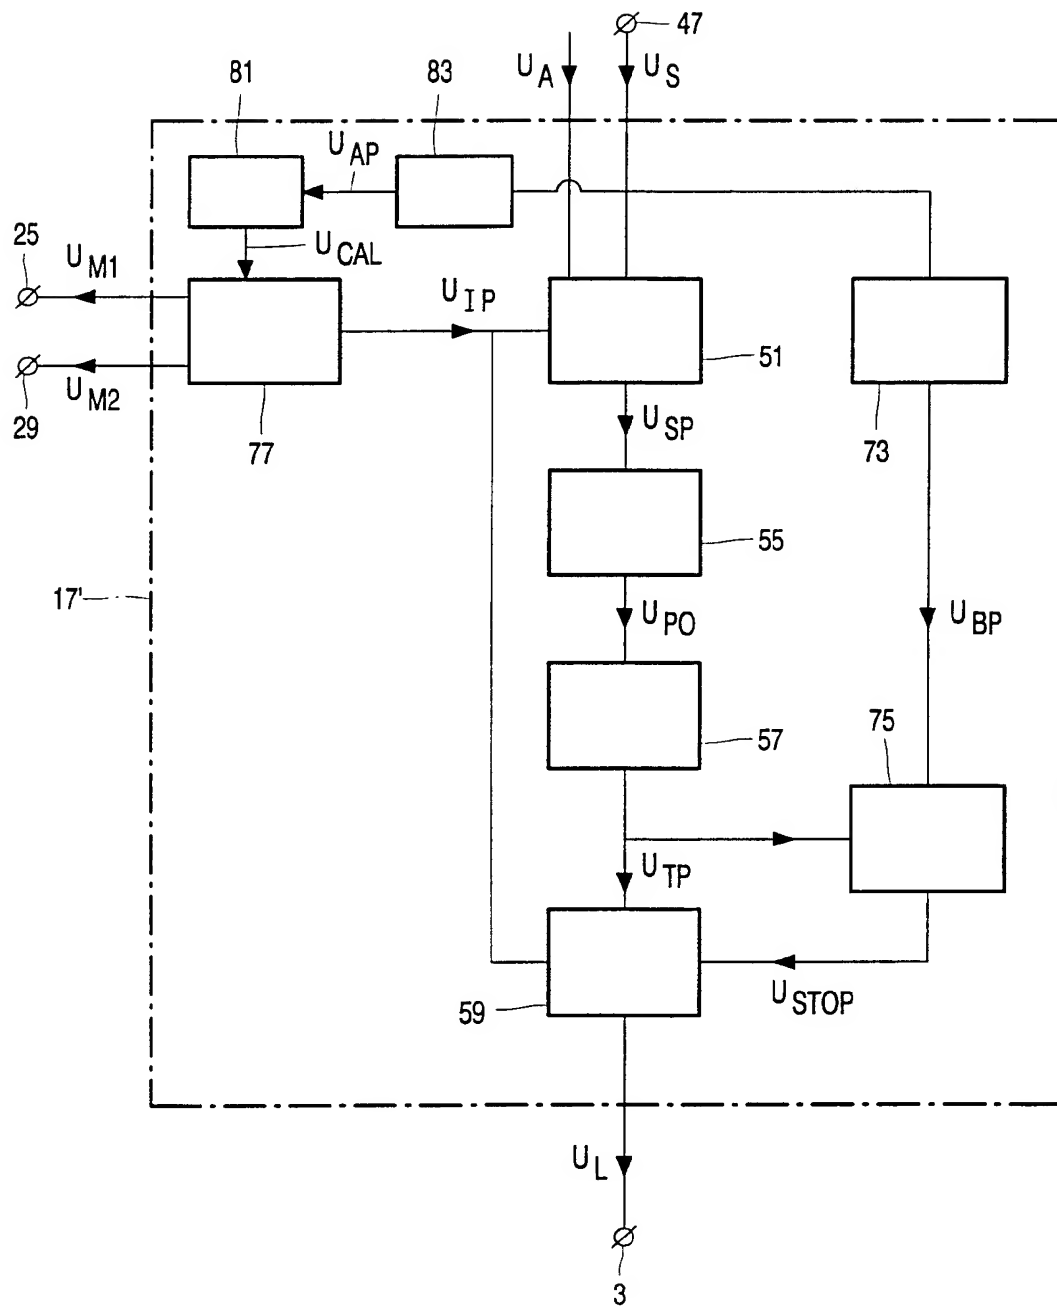 47
81
83
U_A
U_S
U_AP
25
U_M1
U_CAL
U_IP
51
29
U_M2
77
73
U_SP
55
17'
U_PO
U_BP
57
75
U_TP
59
U_STOP
U_L
3